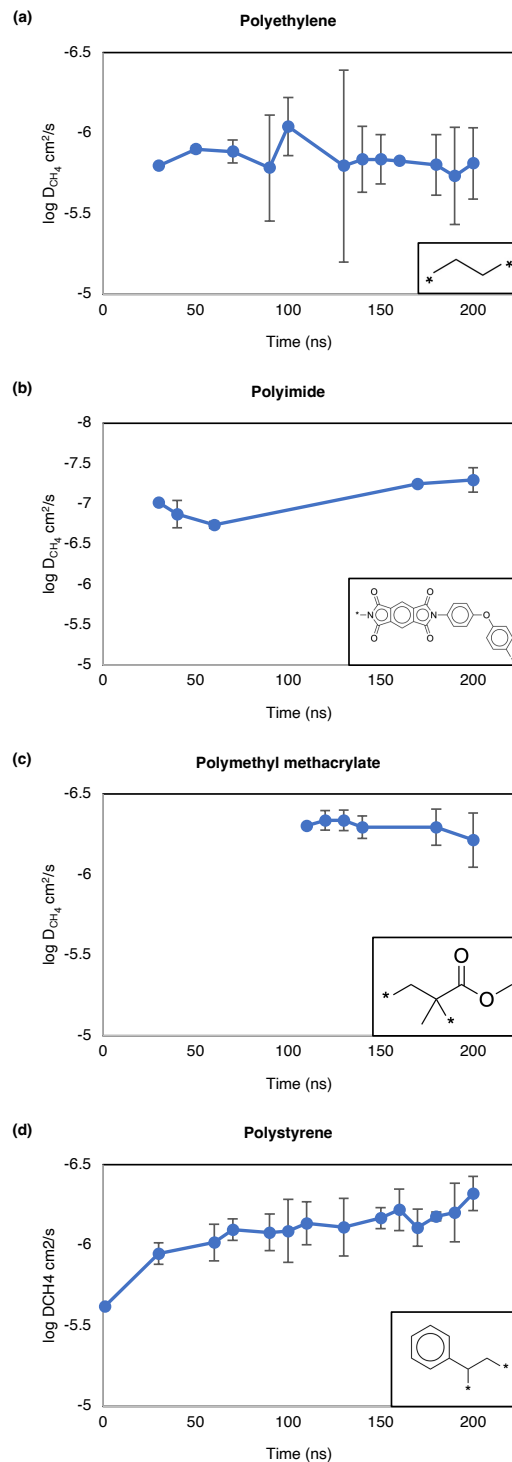 (a)
Polyethylene
-6.5
-6
-5.5
-5
log D_CH₄ cm²/s
0 50 100 150 200
Time (ns)
* *
(b)
Polyimide
-8
-7.5
-7
-6.5
-6
-5.5
-5
log D_CH₄ cm²/s
O O
* N N O
O O
0 50 100 150 200
Time (ns)
(c)
Polymethyl methacrylate
-6.5
-6
-5.5
-5
log D_CH₄ cm²/s
O
* O
*
0 50 100 150 200
Time (ns)
(d)
Polystyrene
-6.5
-6
-5.5
-5
log DCH4 cm2/s
*
*
0 50 100 150 200
Time (ns)